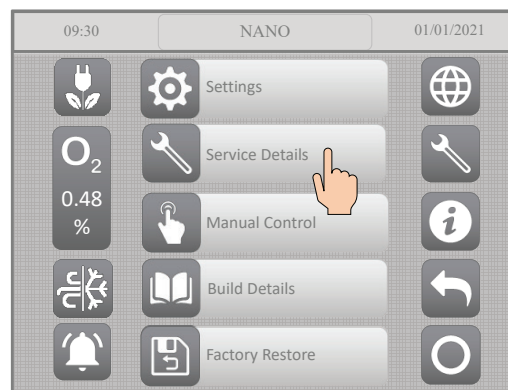 09:30 NANO 01/01/2021
Settings
O2
Service Details
0.48
%
Manual Control
i
Build Details
Factory Restore